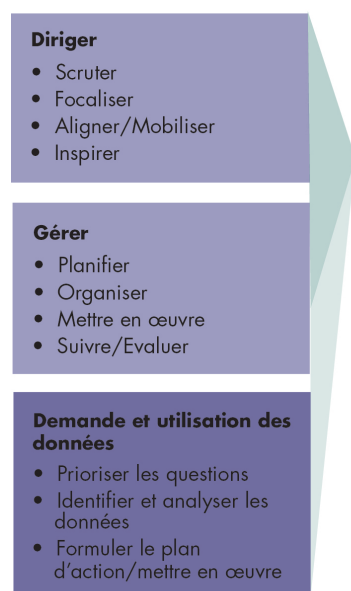 Diriger
• Scruter
• Focaliser
• Aligner/Mobiliser
• Inspirer
Gérer
• Planifier
• Organiser
• Mettre en œuvre
• Suivre/Evaluer
Demande et utilisation des
données
• Prioriser les questions
• Identifier et analyser les
données
• Formuler le plan
d’action/mettre en œuvre